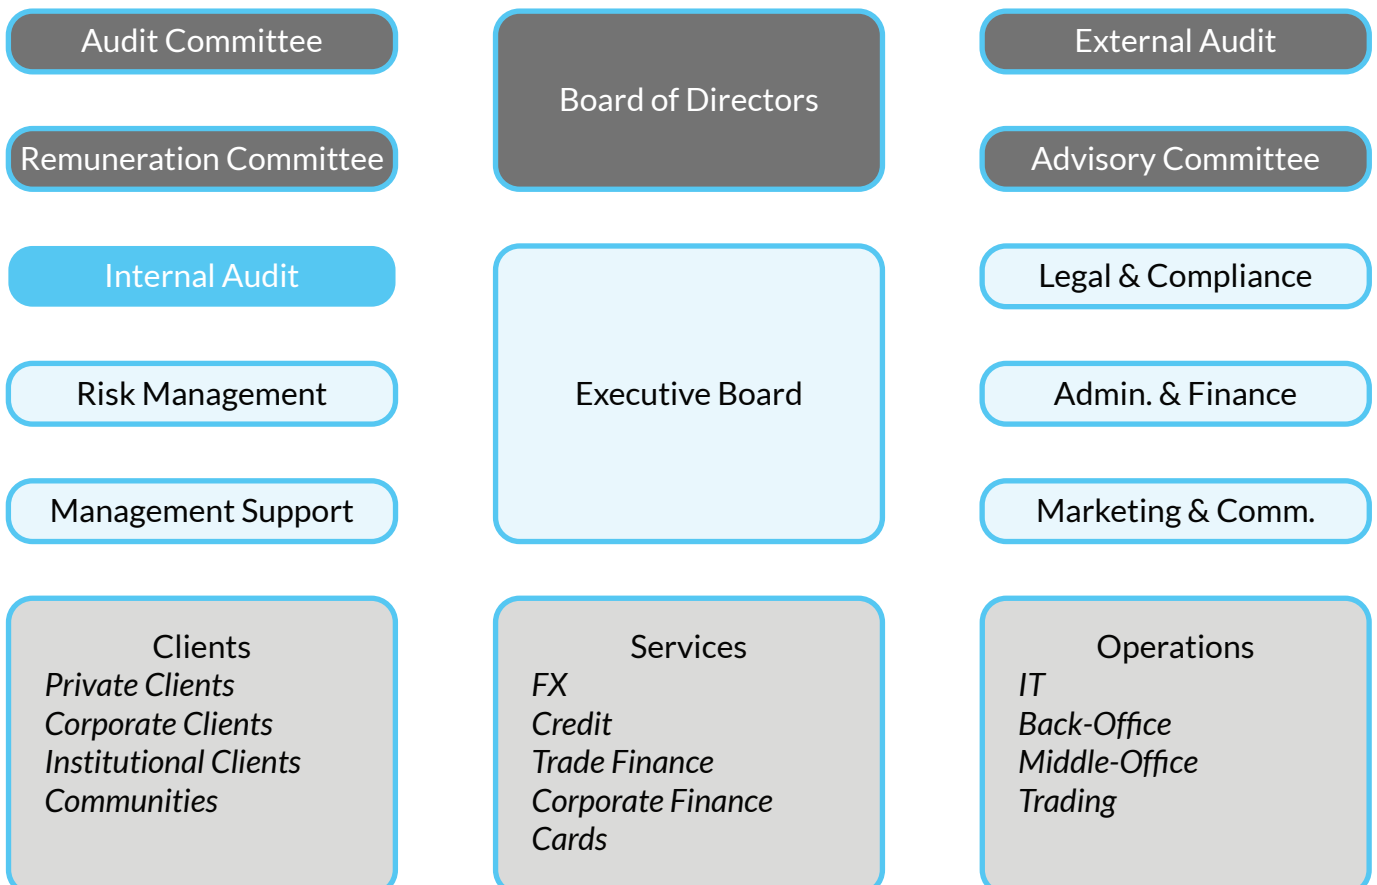 Audit Committee
Board of Directors
External Audit
Remuneration Committee
Advisory Committee
Internal Audit
Executive Board
Legal & Compliance
Risk Management
Admin. & Finance
Management Support
Marketing & Comm.
Clients
Private Clients
Corporate Clients
Institutional Clients
Communities
Services
FX
Credit
Trade Finance
Corporate Finance
Cards
Operations
IT
Back-Office
Middle-Office
Trading